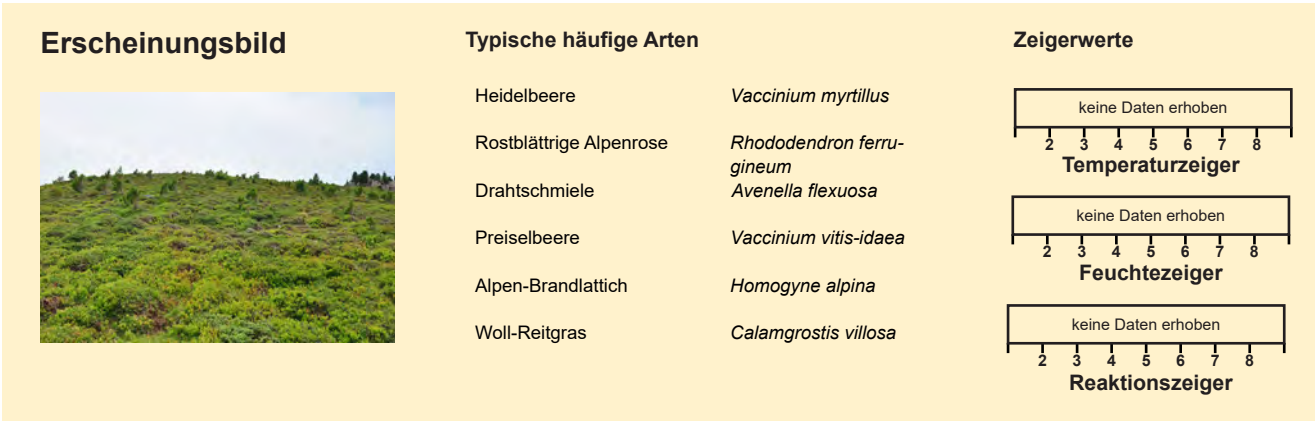 Erscheinungsbild
Typische häufige Arten
Heidelbeere Vaccinium myrtillus
Rostblättrige Alpenrose Rhododendron ferru-
gineum
Drahtschmiele Avenella flexuosa
Preiselbeere Vaccinium vitis-idaea
Alpen-Brandlattich Homogyne alpina
Woll-Reitgras Calamgrostis villosa
Zeigerwerte
keine Daten erhoben
2 3 4 5 6 7 8
Temperaturzeiger
keine Daten erhoben
2 3 4 5 6 7 8
Feuchtezeiger
keine Daten erhoben
2 3 4 5 6 7 8
Reaktionszeiger